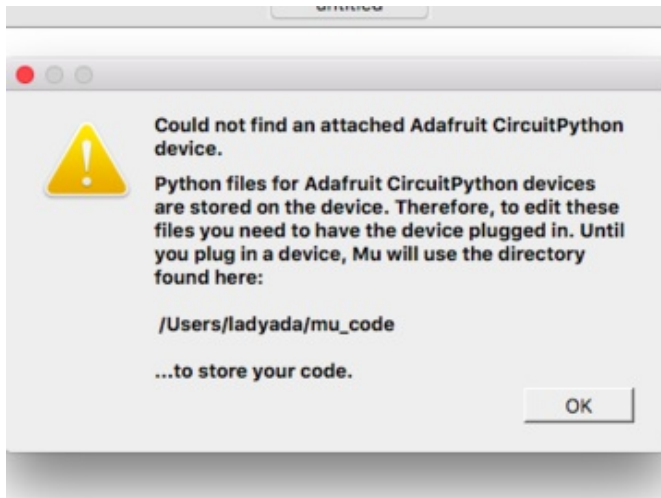 untitled
Could not find an attached Adafruit CircuitPython
device.
Python files for Adafruit CircuitPython devices
are stored on the device. Therefore, to edit these
files you need to have the device plugged in. Until
you plug in a device, Mu will use the directory
found here:
/Users/ladyada/mu_code
...to store your code.
OK